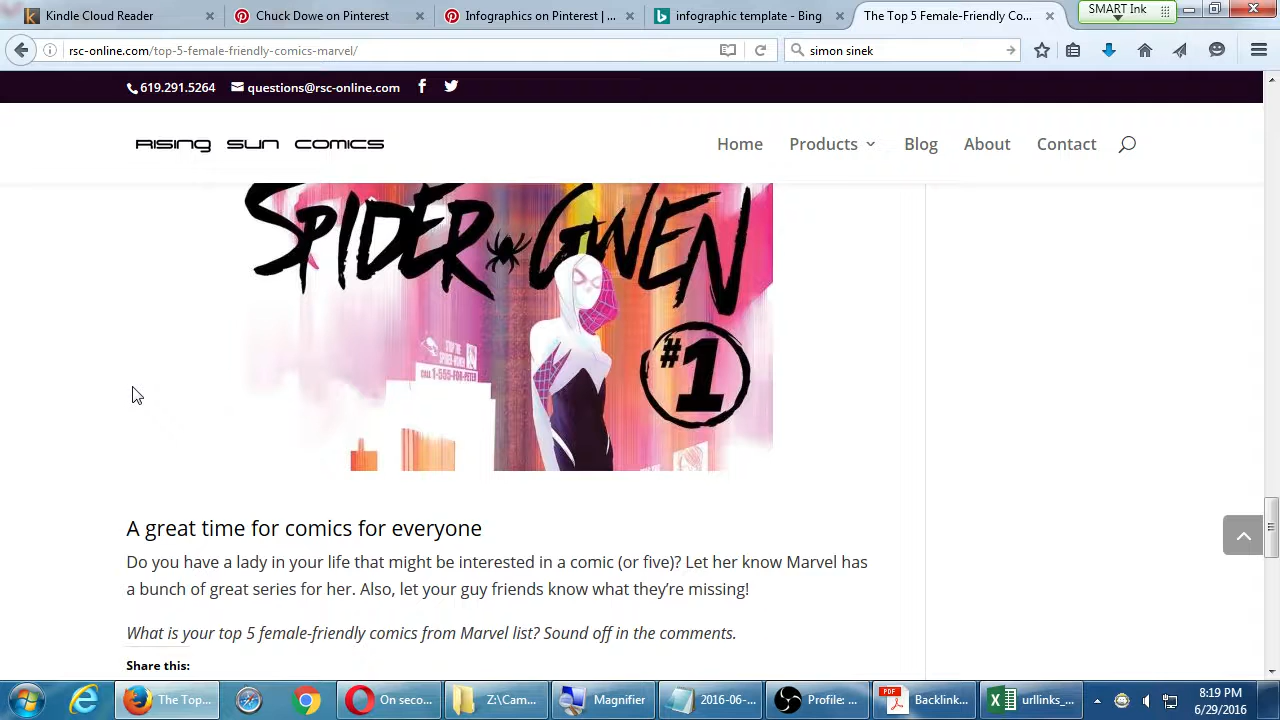 Kindle Cloud Reader
Chuck Dowe on Pinterest
Infographics on Pinterest | ...
infographic template - Bing
The Top 5 Female-Friendly Co...
SMART Ink
rsc-online.com/top-5-female-friendly-comics-marvel/
simon sinek
619.291.5264
questions@rsc-online.com
RISING SUN COMICS
Home
Products
Blog
About
Contact
SPIDER GWEN
#1
CALL 1-555-FOR-PETER
A great time for comics for everyone
Do you have a lady in your life that might be interested in a comic (or five)? Let her know Marvel has
a bunch of great series for her. Also, let your guy friends know what they're missing!
What is your top 5 female-friendly comics from Marvel list? Sound off in the comments.
Share this:
The Top...
On seco...
Z:\Cam...
Magnifier
2016-06-...
Profile: ...
Backlink...
urllinks_...
8:19 PM
6/29/2016